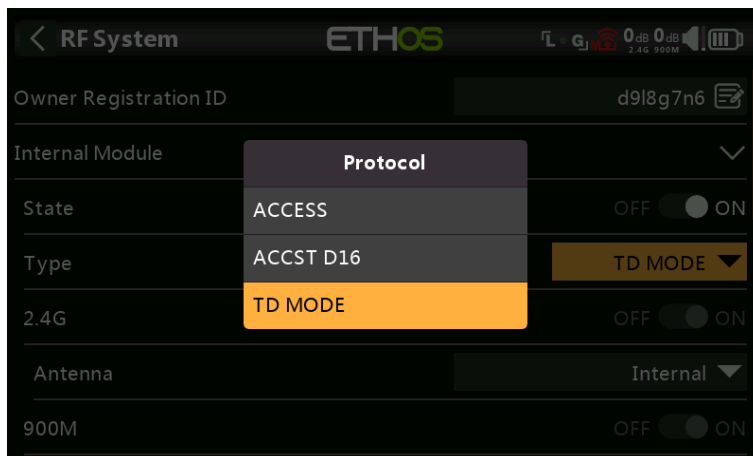 RF System ETHOS L G M 0dB 0dB
2.4G 900M
Owner Registration ID d9l8g7n6
Internal Module
Protocol
State OFF ON
ACCESS
Type TD MODE
ACCST D16
TD MODE
2.4G OFF ON
Antenna Internal
900M OFF ON